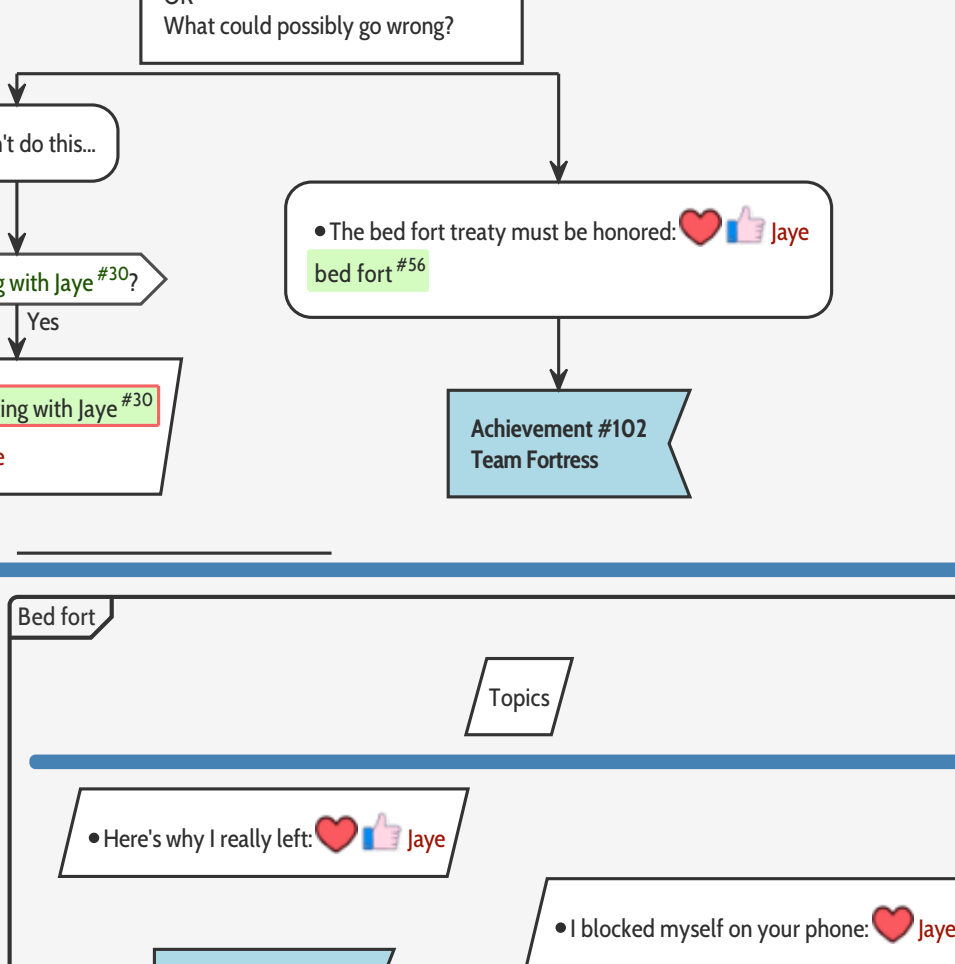 What could possibly go wrong?
't do this...
• The bed fort treaty must be honored: Jaye
bed fort #56
with Jaye #30?
Yes
ing with Jaye #30
Achievement #102
Team Fortress
Bed fort
Topics
• Here's why I really left: Jaye
• I blocked myself on your phone: Jaye